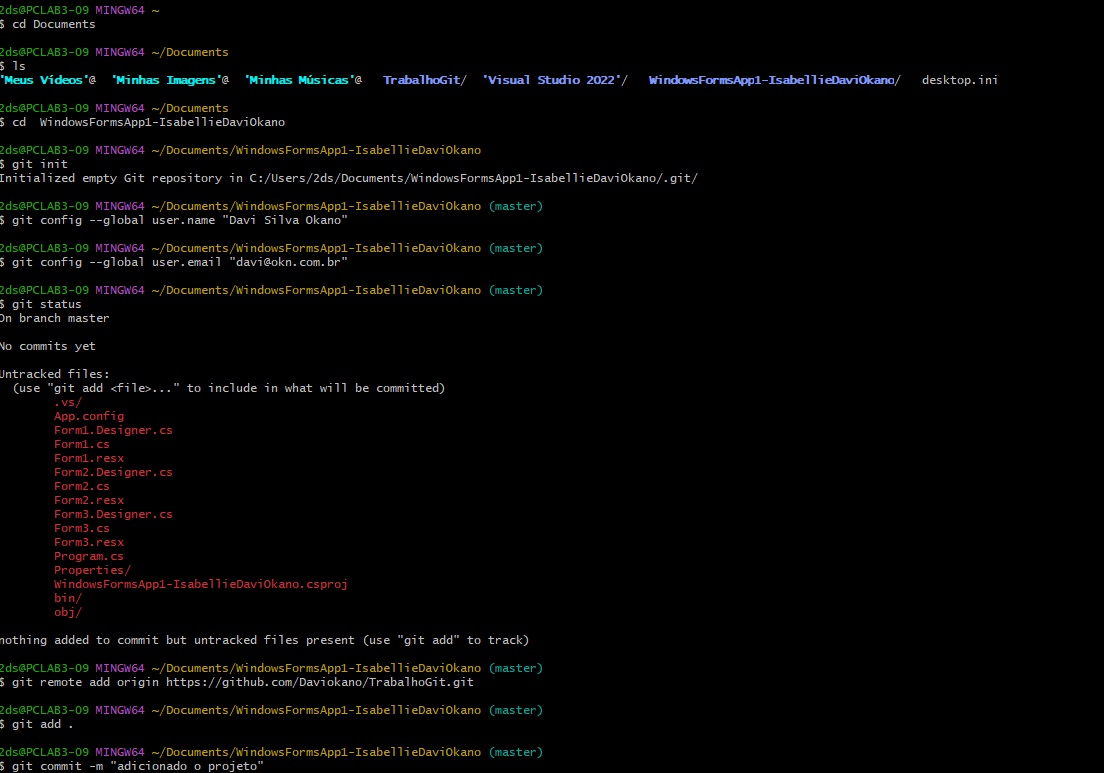 2ds@PCLAB3-09 MINGW64 ~
$ cd Documents
2ds@PCLAB3-09 MINGW64 ~/Documents
$ ls
'Meus Vídeos'@  'Minhas Imagens'@  'Minhas Músicas'@   TrabalhoGit/  'Visual Studio 2022'/   WindowsFormsApp1-IsabellieDaviOkano/   desktop.ini
2ds@PCLAB3-09 MINGW64 ~/Documents
$ cd  WindowsFormsApp1-IsabellieDaviOkano
2ds@PCLAB3-09 MINGW64 ~/Documents/WindowsFormsApp1-IsabellieDaviOkano
$ git init
Initialized empty Git repository in C:/Users/2ds/Documents/WindowsFormsApp1-IsabellieDaviOkano/.git/
2ds@PCLAB3-09 MINGW64 ~/Documents/WindowsFormsApp1-IsabellieDaviOkano (master)
$ git config --global user.name "Davi Silva Okano"
2ds@PCLAB3-09 MINGW64 ~/Documents/WindowsFormsApp1-IsabellieDaviOkano (master)
$ git config --global user.email "davi@okn.com.br"
2ds@PCLAB3-09 MINGW64 ~/Documents/WindowsFormsApp1-IsabellieDaviOkano (master)
$ git status
On branch master
No commits yet
Untracked files:
  (use "git add <file>..." to include in what will be committed)
        .vs/
        App.config
        Form1.Designer.cs
        Form1.cs
        Form1.resx
        Form2.Designer.cs
        Form2.cs
        Form2.resx
        Form3.Designer.cs
        Form3.cs
        Form3.resx
        Program.cs
        Properties/
        WindowsFormsApp1-IsabellieDaviOkano.csproj
        bin/
        obj/
nothing added to commit but untracked files present (use "git add" to track)
2ds@PCLAB3-09 MINGW64 ~/Documents/WindowsFormsApp1-IsabellieDaviOkano (master)
$ git remote add origin https://github.com/Daviokano/TrabalhoGit.git
2ds@PCLAB3-09 MINGW64 ~/Documents/WindowsFormsApp1-IsabellieDaviOkano (master)
$ git add .
2ds@PCLAB3-09 MINGW64 ~/Documents/WindowsFormsApp1-IsabellieDaviOkano (master)
$ git commit -m "adicionado o projeto"